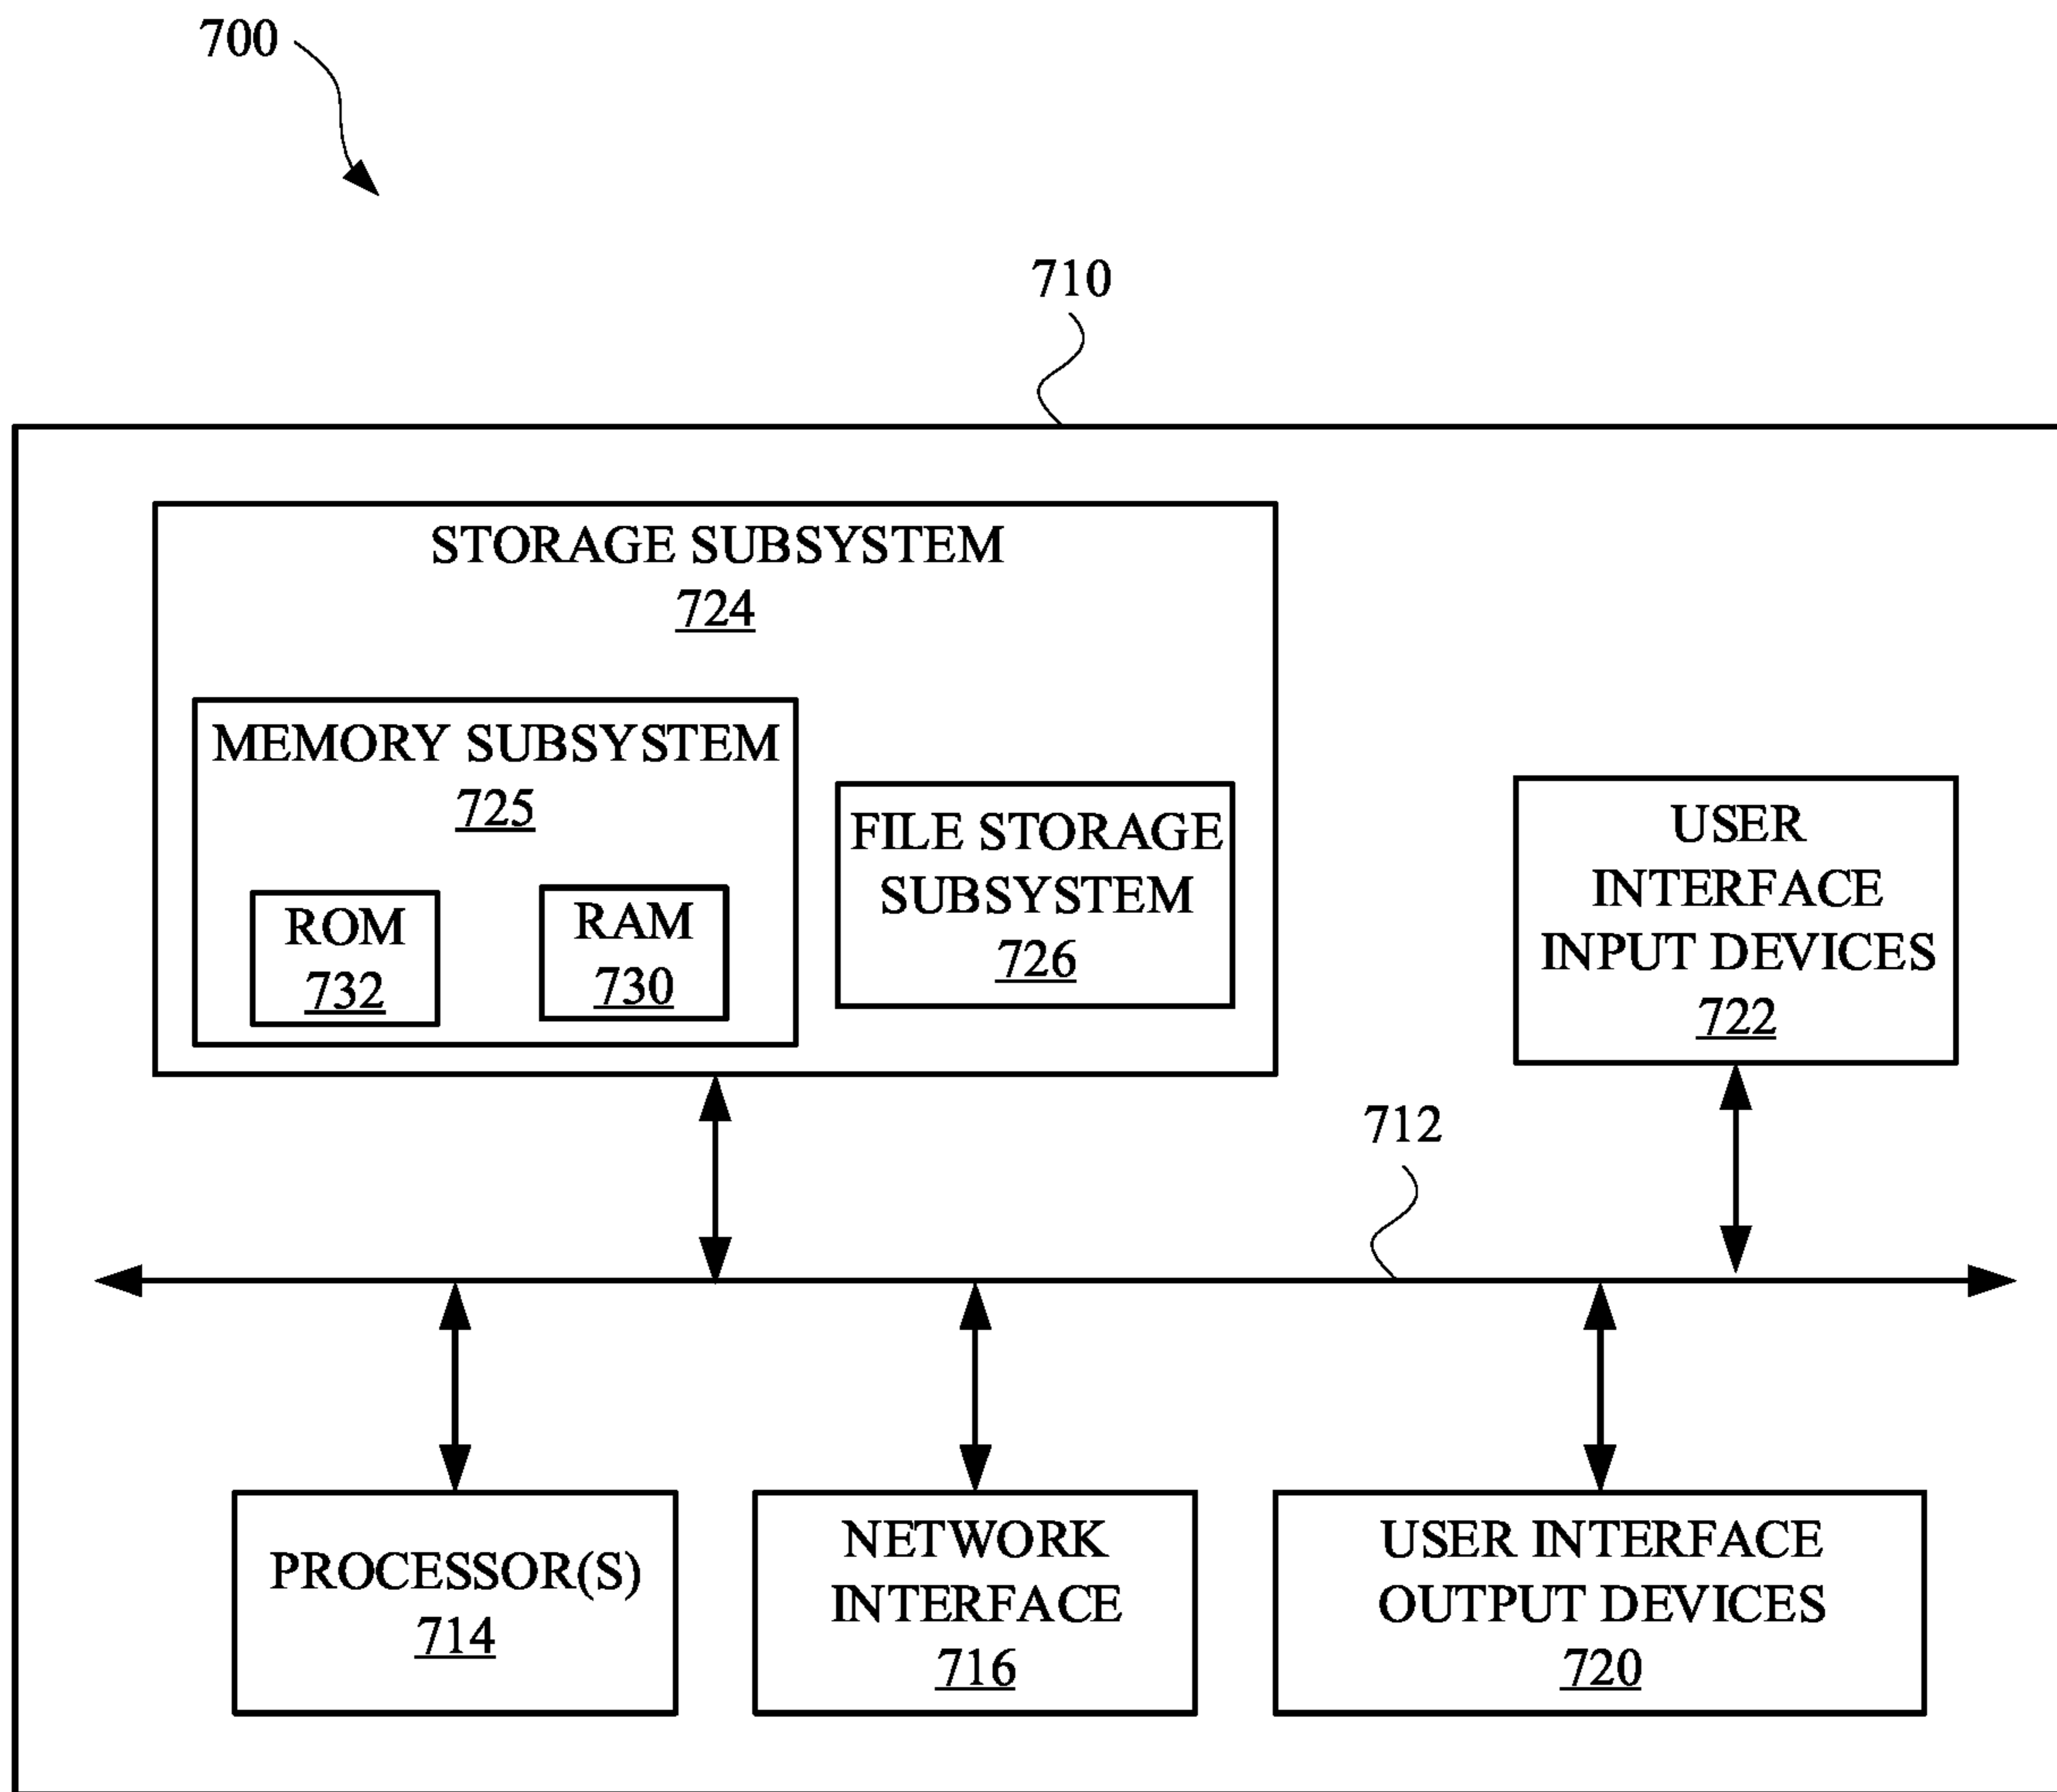 700
710
STORAGE SUBSYSTEM
724
MEMORY SUBSYSTEM
725
ROM
732
RAM
730
FILE STORAGE
SUBSYSTEM
726
USER
INTERFACE
INPUT DEVICES
722
712
PROCESSOR(S)
714
NETWORK
INTERFACE
716
USER INTERFACE
OUTPUT DEVICES
720